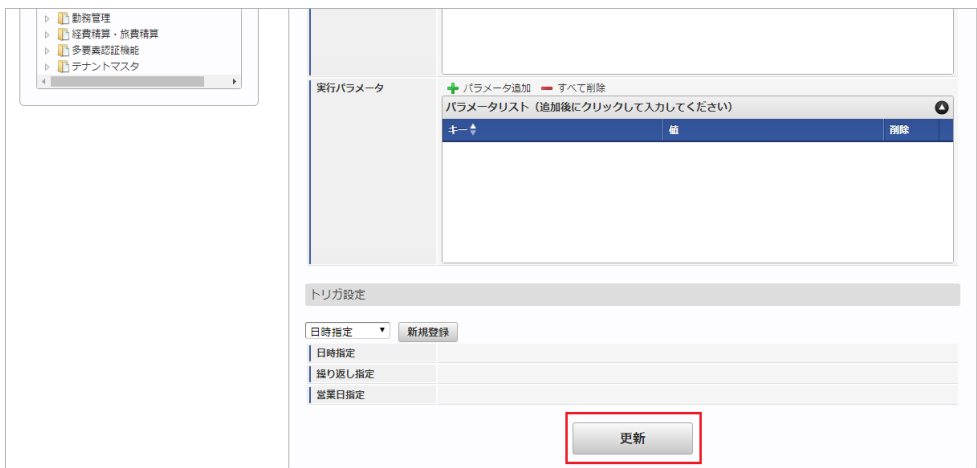 勤務管理
経費精算・旅費精算
多要素認証機能
テナントマスタ
実行パラメータ
パラメータ追加 すべて削除
パラメータリスト（追加後にクリックして入力してください）
キー 値 削除
トリガ設定
日時指定 新規登録
日時指定
繰り返し指定
営業日指定
更新